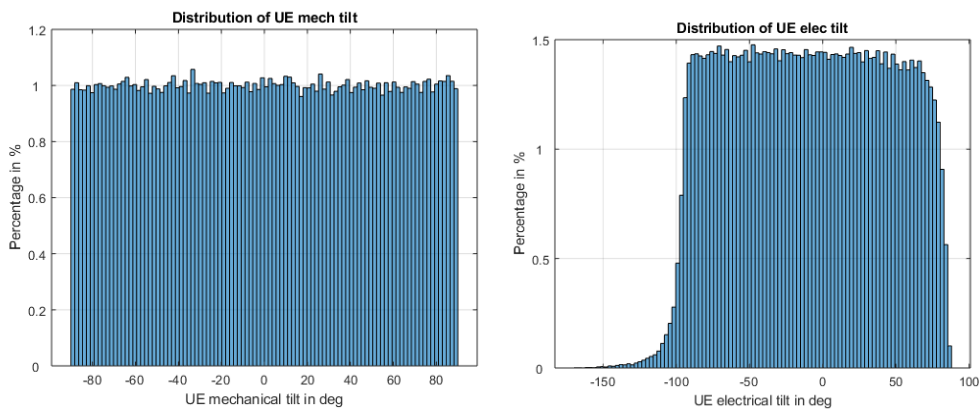 Distribution of UE mech tilt
1.2
1
0.8
0.6
0.4
0.2
0
Percentage in %
-80 -60 -40 -20 0 20 40 60 80
UE mechanical tilt in deg
Distribution of UE elec tilt
1.5
1
0.5
0
Percentage in %
-150 -100 -50 0 50 100
UE electrical tilt in deg